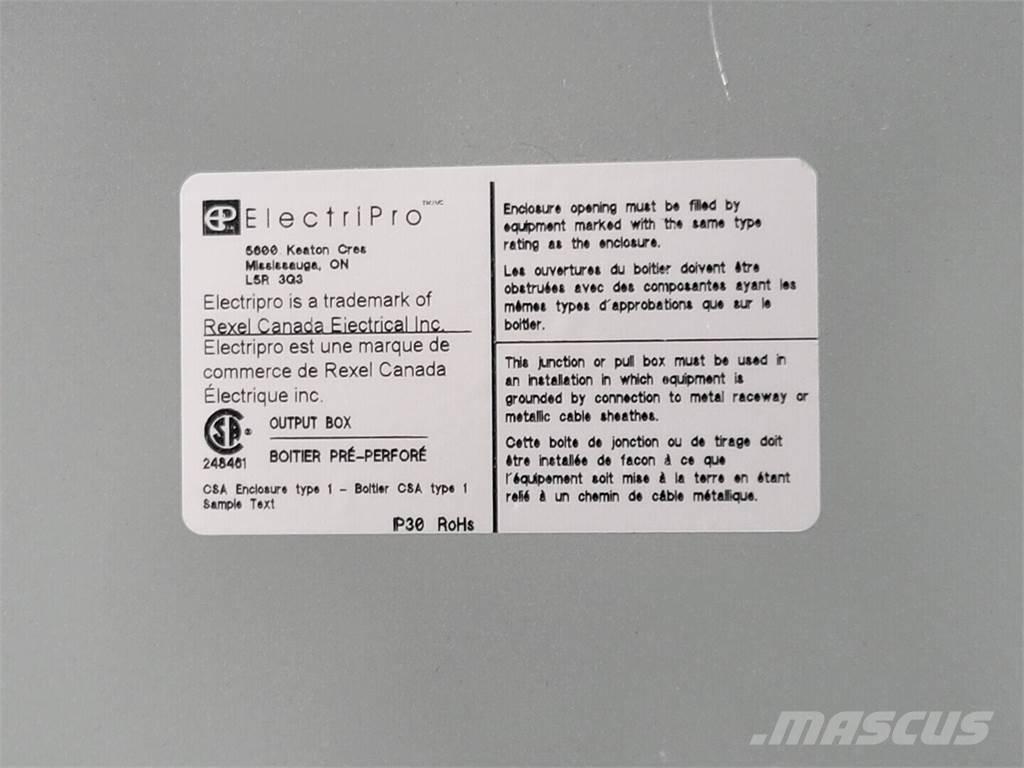 EP ElectriPro TM/MC
5600 Keaton Cres
Mississauga, ON
L5R 3G3
Electripro is a trademark of
Rexel Canada Electrical Inc.
Electripro est une marque de
commerce de Rexel Canada
Électrique inc.
SA ®
248461
OUTPUT BOX
BOITIER PRÉ-PERFORÉ
CSA Enclosure type 1 - Boitier CSA type 1
Sample Text
IP30 RoHs
Enclosure opening must be filled by
equipment marked with the same type
rating as the enclosure.
Les ouvertures du boitier doivent être
obstruées avec des composantes ayant les
mêmes types d'approbations que sur le
boitier.
This junction or pull box must be used in
an installation in which equipment is
grounded by connection to metal raceway or
metallic cable sheathes.
Cette boite de jonction ou de tirage doit
être installée de facon à ce que
l'équipement soit mise à la terre en étant
relié à un chemin de câble métallique.
.MASCUS